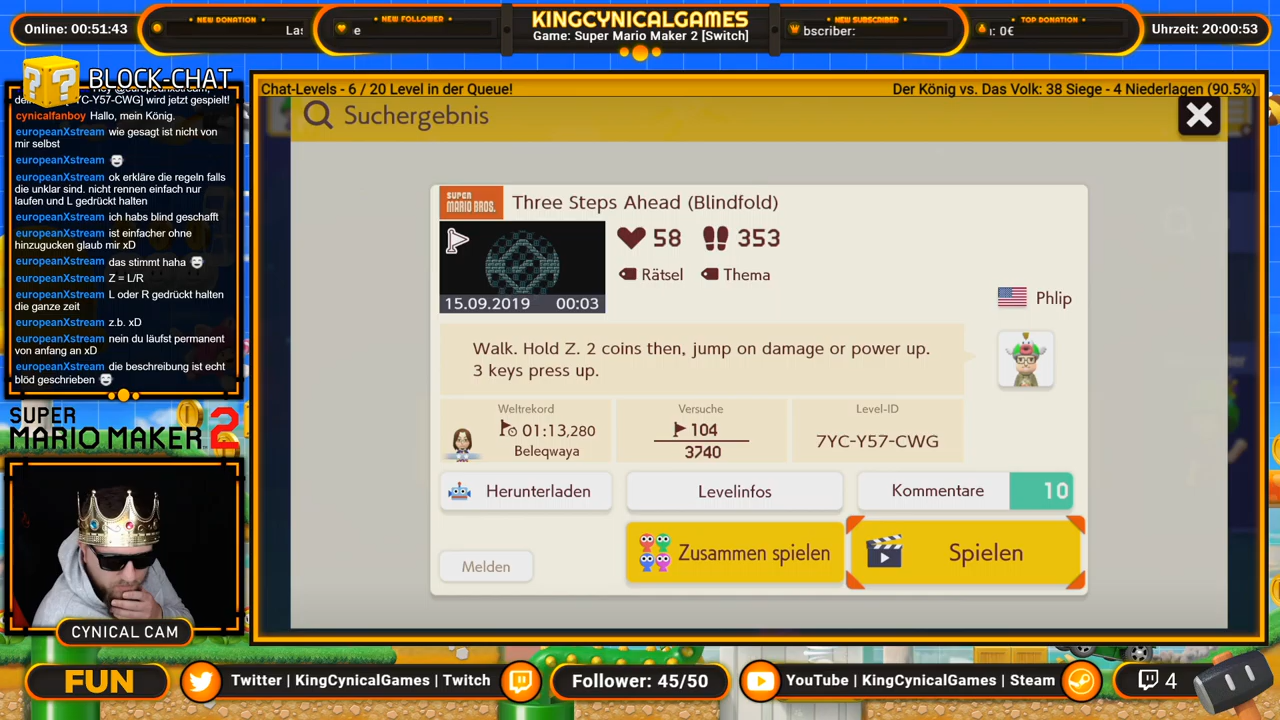 Online: 00:51:43
NEW DONATION
Las
NEW FOLLOWER
e
KINGCYNICALGAMES
Game: Super Mario Maker 2 [Switch]
NEW SUBSCRIBER
bscriber:
TOP DONATION
: 0€
Uhrzeit: 20:00:53
BLOCK-CHAT
YC-Y57-CWG] wird jetzt gespielt!
cynicalfanboy Hallo, mein König.
europeanXstream wie gesagt ist nicht von
mir selbst
europeanXstream
europeanXstream ok erkläre die regeln falls
die unklar sind. nicht rennen einfach nur
laufen und L gedrückt halten
europeanXstream ich habs blind geschafft
europeanXstream ist einfacher ohne
hinzugucken glaub mir xD
europeanXstream das stimmt haha
europeanXstream Z = L/R
europeanXstream L oder R gedrückt halten
die ganze zeit
europeanXstream z.b. xD
europeanXstream nein du läufst permanent
von anfang an xD
europeanXstream die beschreibung ist echt
blöd geschrieben
SUPER
MARIO MAKER 2
CYNICAL CAM
Chat-Levels - 6 / 20 Level in der Queue!
Der König vs. Das Volk: 38 Siege - 4 Niederlagen (90.5%)
Suchergebnis
SUPER
MARIO BROS.
Three Steps Ahead (Blindfold)
58 353
15.09.2019 00:03
Rätsel Thema
Phlip
Walk. Hold Z. 2 coins then, jump on damage or power up.
3 keys press up.
Weltrekord
01:13,280
Beleqwaya
Versuche
104
3740
Level-ID
7YC-Y57-CWG
Herunterladen
Levelinfos
Kommentare 10
Melden
Zusammen spielen
Spielen
FUN
Twitter | KingCynicalGames | Twitch
Follower: 45/50
YouTube | KingCynicalGames | Steam
4